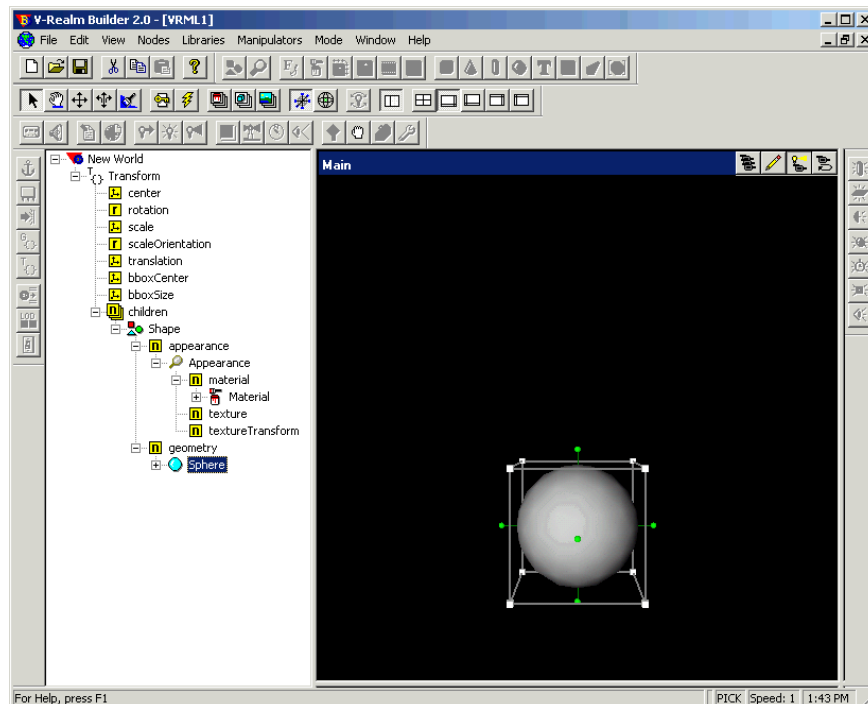 V-Realm Builder 2.0 - [VRML1]
File Edit View Nodes Libraries Manipulators Mode Window Help
New World
Transform
center
rotation
scale
scaleOrientation
translation
bboxCenter
bboxSize
children
Shape
appearance
Appearance
material
Material
texture
textureTransform
geometry
Sphere
Main
For Help, press F1
PICK Speed: 1 1:43 PM